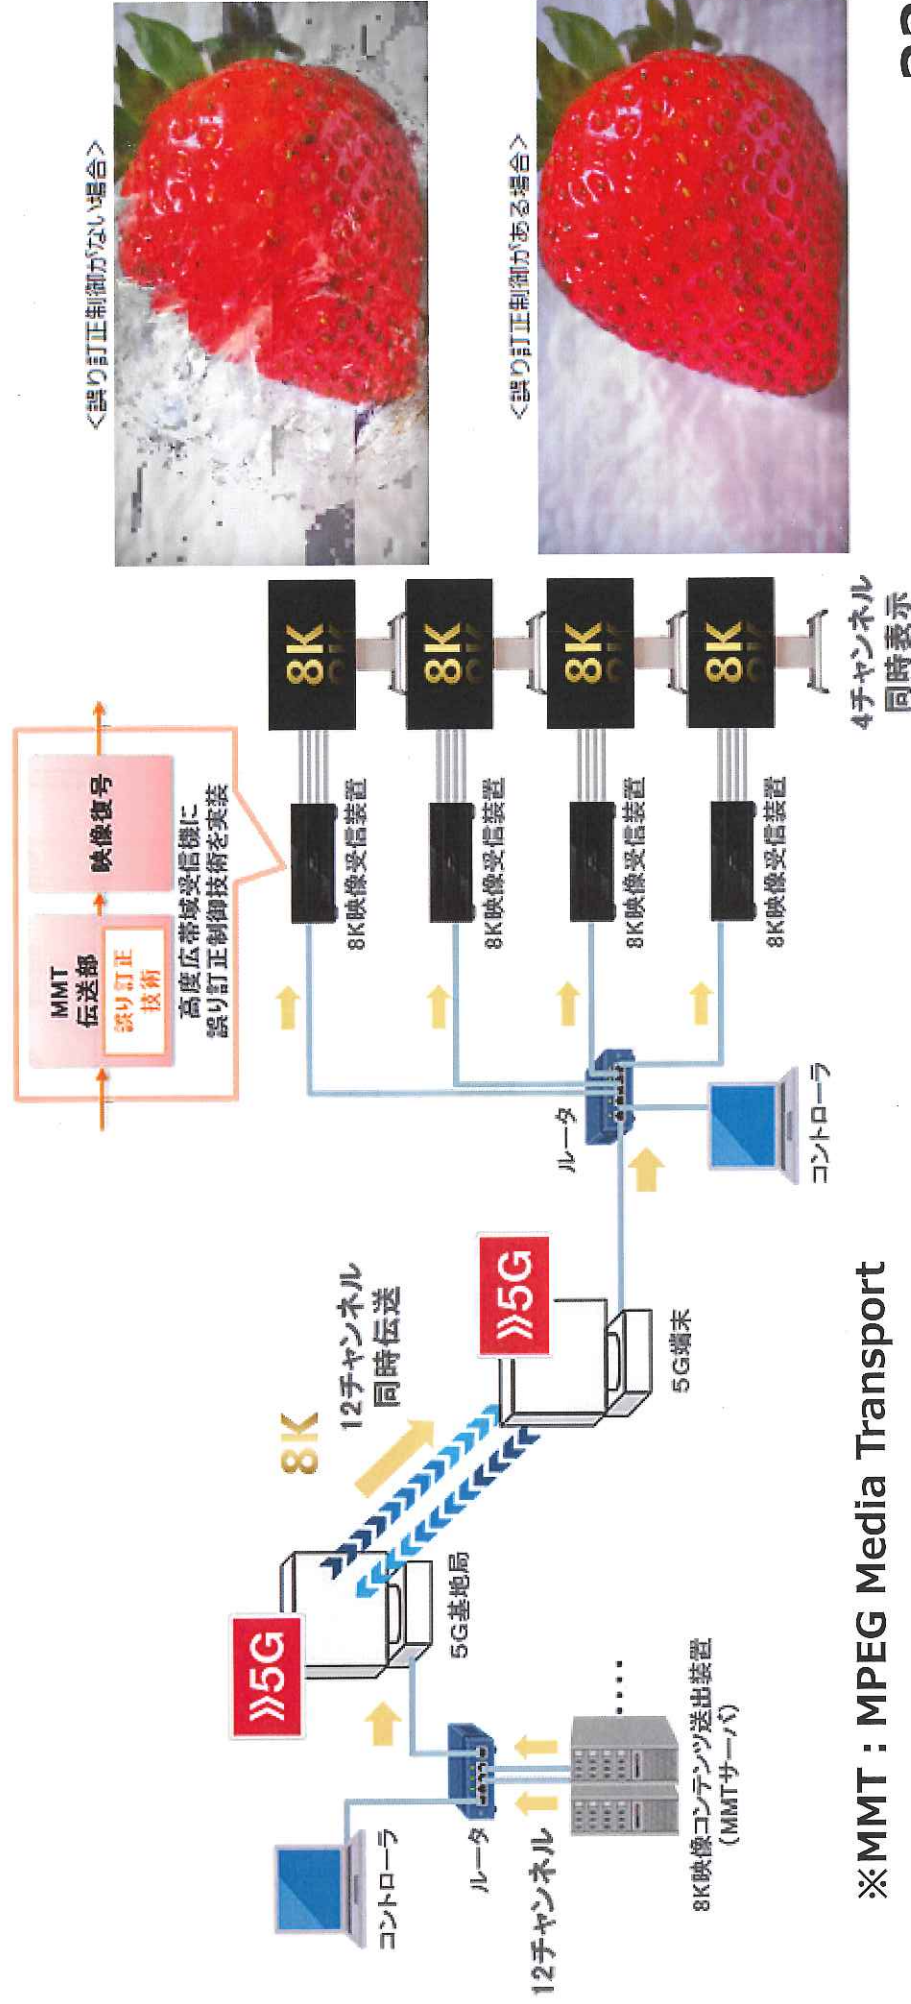 コントローラ
ルータ
12チャンネル
8K映像コンテンツ送出装置
(MMTサーバ)
‥‥
》5G
5G基地局
8K
12チャンネル
同時伝送
》5G
5G端末
ルータ
コントローラ
MMT
伝送部
誤り訂正
技術
映像復号
高度広帯域受信機に
誤り訂正制御技術を実装
8K映像受信装置
8K映像受信装置
8K映像受信装置
8K映像受信装置
8K
8K
8K
8K
4チャンネル
同時表示
<誤り訂正制御がない場合>
<誤り訂正制御がある場合>
※MMT：MPEG Media Transport